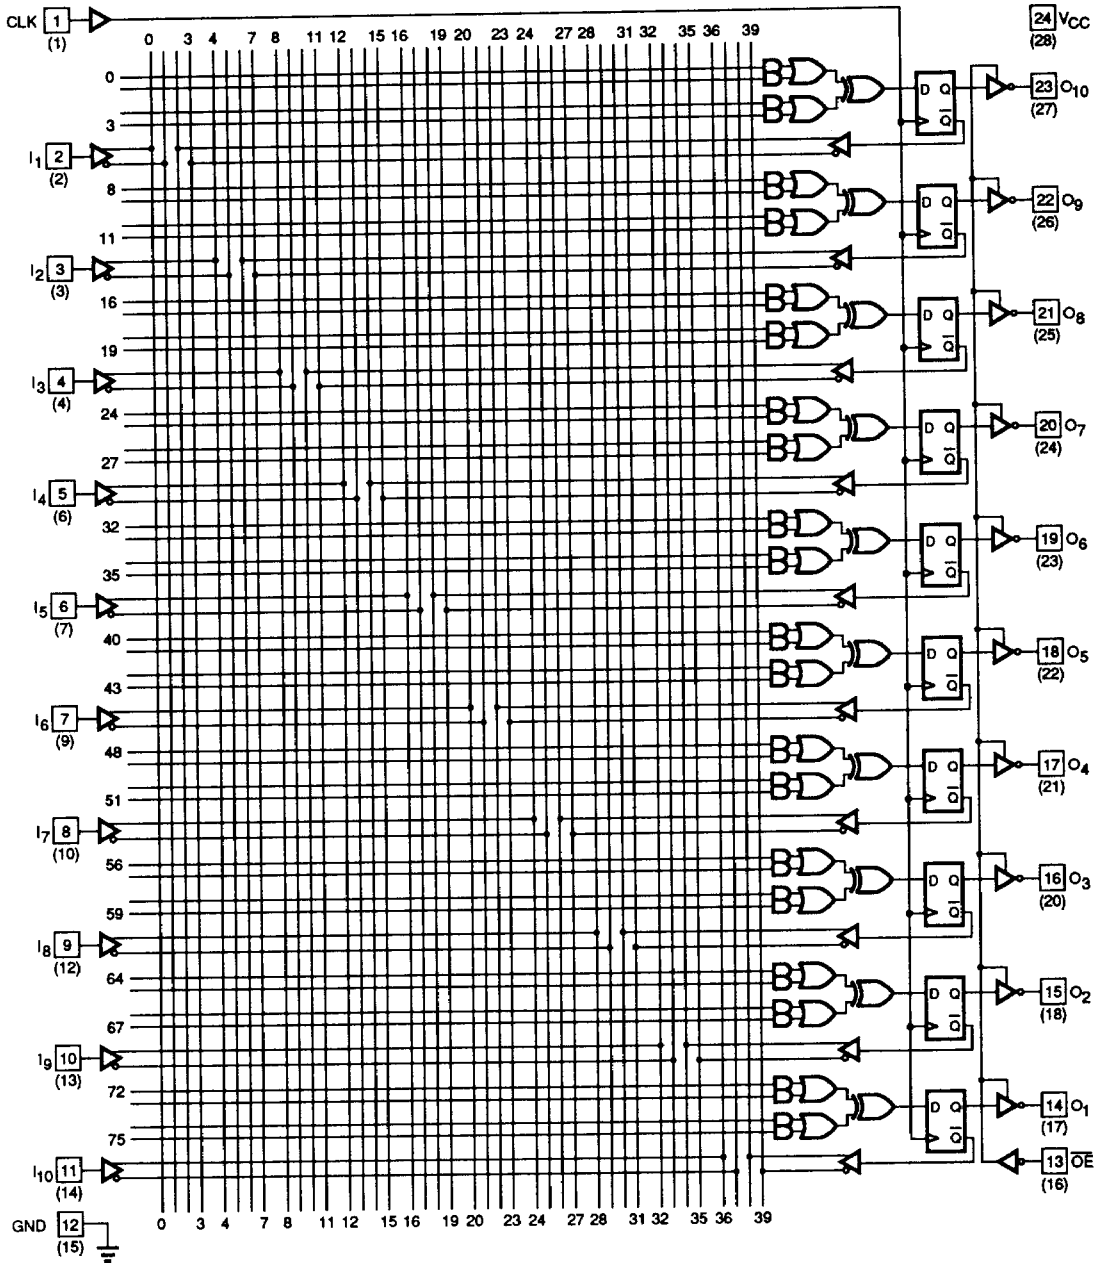 CLK 1 24 VCC
(1) (28)
0 3 4 7 8 11 12 15 16 19 20 23 24 27 28 31 32 35 36 39
0
D Q 23 O10
Q (27)
3
I1 2
(2)
8
D Q 22 O9
Q (26)
11
I2 3
(3)
16
D Q 21 O8
Q (25)
19
I3 4
(4)
24
D Q 20 O7
Q (24)
27
I4 5
(6)
32
D Q 19 O6
Q (23)
35
I5 6
(7)
40
D Q 18 O5
Q (22)
43
I6 7
(9)
48
D Q 17 O4
Q (21)
51
I7 8
(10)
56
D Q 16 O3
Q (20)
59
I8 9
(12)
64
D Q 15 O2
Q (18)
67
I9 10
(13)
72
D Q 14 O1
Q (17)
75
I10 11 13 OE
(14) (16)
GND 12
(15)
0 3 4 7 8 11 12 15 16 19 20 23 24 27 28 31 32 35 36 39